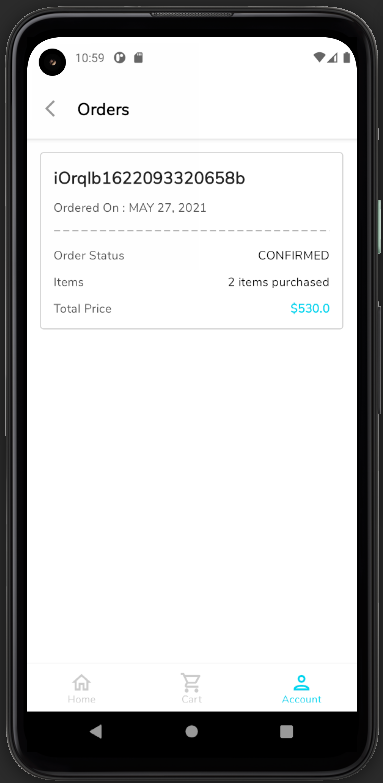 10:59
Orders
iOrqlb1622093320658b
Ordered On : MAY 27, 2021
Order Status CONFIRMED
Items 2 items purchased
Total Price $530.0
Home Cart Account